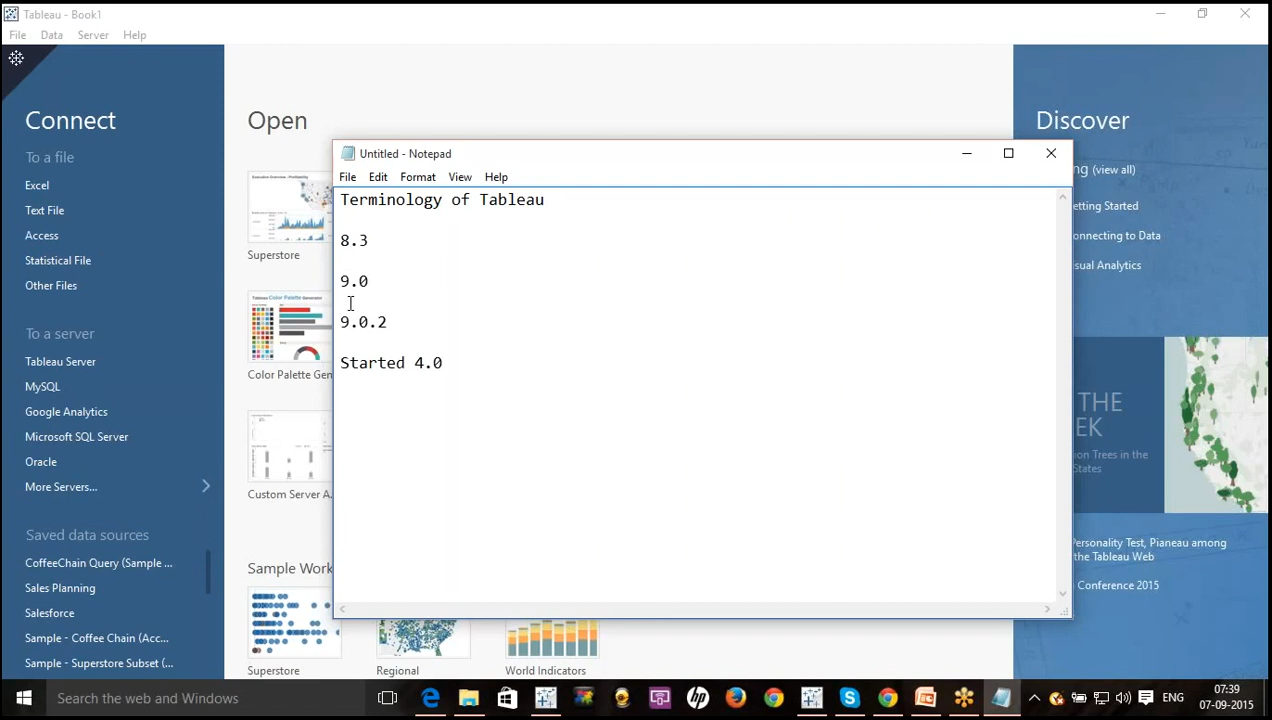 Tableau - Book1
File Data Server Help
Connect
To a file
Excel
Text File
Access
Statistical File
Other Files
To a server
Tableau Server
MySQL
Google Analytics
Microsoft SQL Server
Oracle
More Servers...
Saved data sources
CoffeeChain Query (Sample ...
Sales Planning
Salesforce
Sample - Coffee Chain (Acc...
Sample - Superstore Subset (...
Open
Superstore
Color Palette Gen
Custom Server A.
Sample Work
Superstore
Regional
World Indicators
Untitled - Notepad
File Edit Format View Help
Terminology of Tableau
8.3
9.0
9.0.2
Started 4.0
Discover
ng (view all)
etting Started
onnecting to Data
sual Analytics
THE
EK
on Trees in the
States
Personality Test, Pianeau among
the Tableau Web
Conference 2015
Search the web and Windows
ENG
07:39
07-09-2015